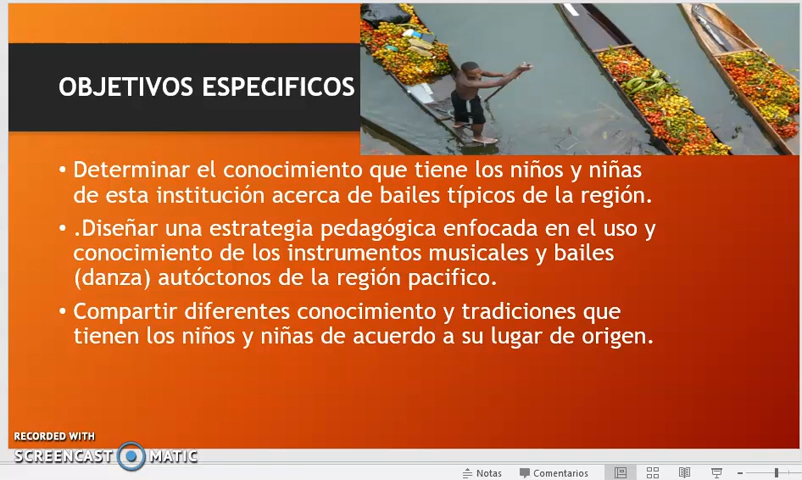 OBJETIVOS ESPECIFICOS
• Determinar el conocimiento que tiene los niños y niñas
de esta institución acerca de bailes típicos de la región.
• .Diseñar una estrategia pedagógica enfocada en el uso y
conocimiento de los instrumentos musicales y bailes
(danza) autóctonos de la región pacifico.
• Compartir diferentes conocimiento y tradiciones que
tienen los niños y niñas de acuerdo a su lugar de origen.
RECORDED WITH
SCREENCAST MATIC
Notas Comentarios